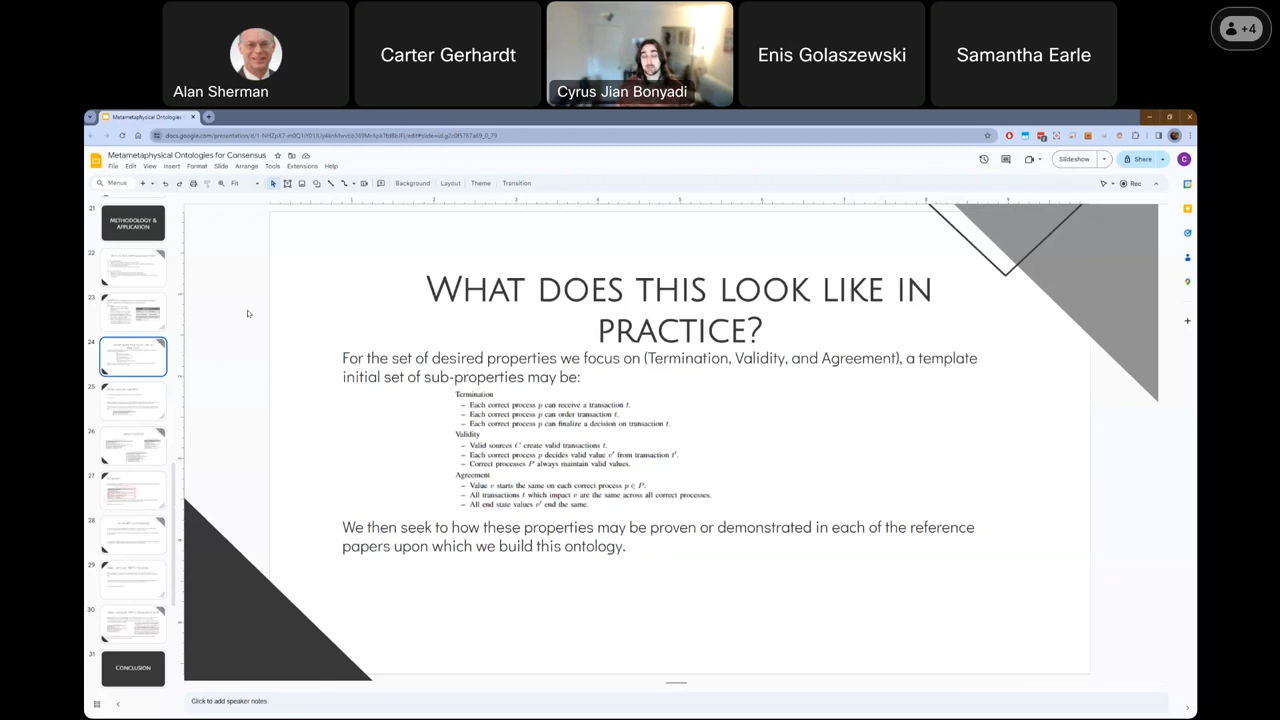 +4
Alan Sherman
Carter Gerhardt
Cyrus Jian Bonyadi
Enis Golaszewski
Samantha Earle
Metametaphysical Ontologies for
Metametaphysical Ontologies for Consensus
File Edit View Insert Format Slide Arrange Tools Extensions Help
Slideshow
Share
C
Menus
Fit
Background
Layout
Theme
Transition
Rec
21
METHODOLOGY &
APPLICATION
22
23
24
25
26
27
28
29
30
31
CONCLUSION
WHAT DOES THIS LOOK LIKE IN
PRACTICE?
For the set of desired properties we focus on (Termination, Validity, and Agreement), a template
initial set of sub-properties may be:
Termination
– Each correct process p can receive a transaction t.
– Each correct process p can order transaction t.
– Each correct process p can finalize a decision on transaction t.
Validity
– Valid sources C create valid transactions t.
– Each correct process p decides valid value v′ from transaction t′.
– Correct processes P always maintain valid values.
Agreement
– Value v starts the same on each correct process p ∈ P.
– All transactions t which impact v are the same across all correct processes.
– All end state values v′ end the same.
We then seek to how these properties may be proven or demonstrated in each of the reference
papers upon which we build this ontology.
Click to add speaker notes